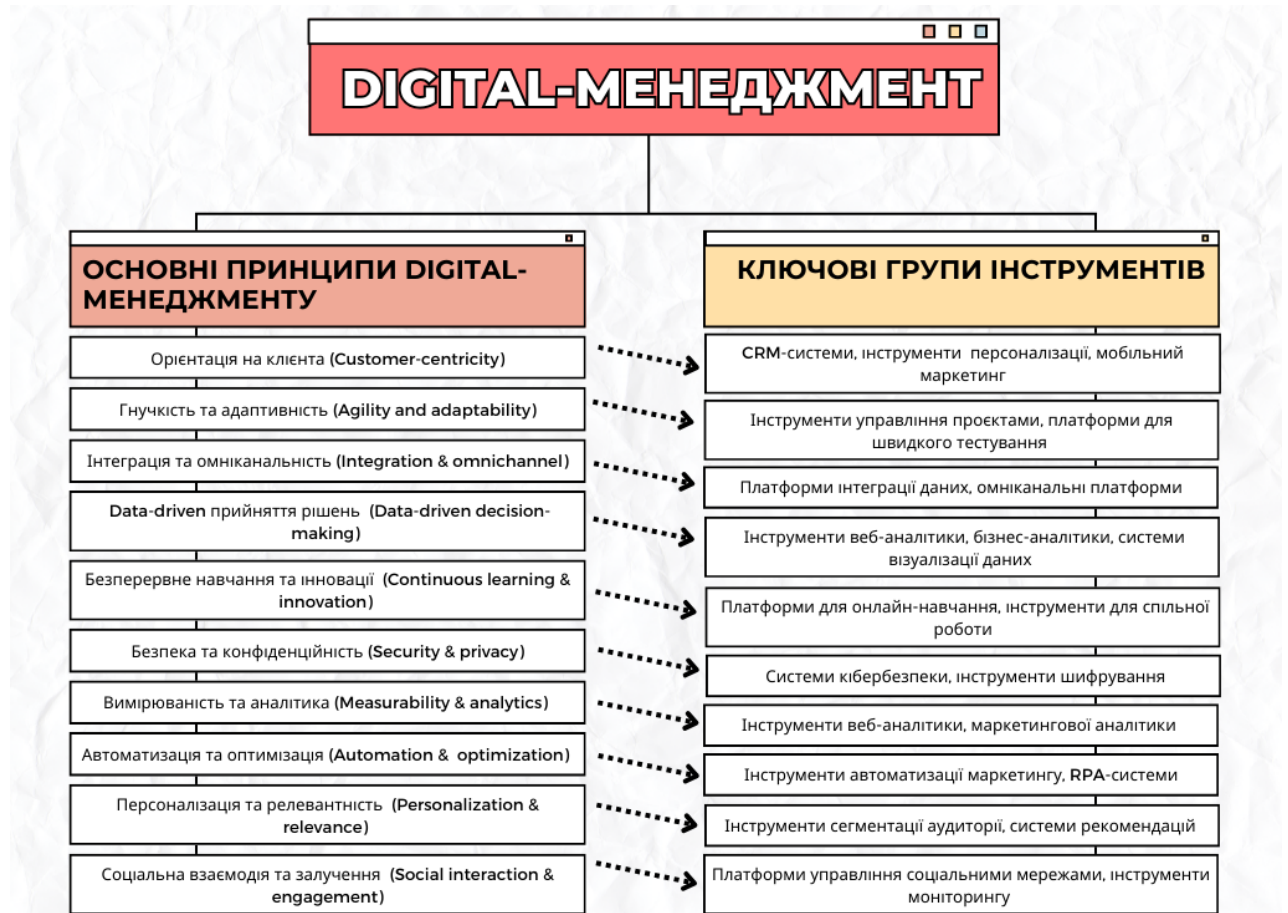 DIGITAL-МЕНЕДЖМЕНТ
ОСНОВНІ ПРИНЦИПИ DIGITAL-
МЕНЕДЖМЕНТУ
Орієнтація на клієнта (Customer-centricity)
Гнучкість та адаптивність (Agility and adaptability)
Інтеграція та омніканальність (Integration & omnichannel)
Data-driven прийняття рішень (Data-driven decision-
making)
Безперервне навчання та інновації (Continuous learning &
innovation)
Безпека та конфіденційність (Security & privacy)
Вимірюваність та аналітика (Measurability & analytics)
Автоматизація та оптимізація (Automation & optimization)
Персоналізація та релевантність (Personalization &
relevance)
Соціальна взаємодія та залучення (Social interaction &
engagement)
КЛЮЧОВІ ГРУПИ ІНСТРУМЕНТІВ
CRM-системи, інструменти персоналізації, мобільний
маркетинг
Інструменти управління проєктами, платформи для
швидкого тестування
Платформи інтеграції даних, омніканальні платформи
Інструменти веб-аналітики, бізнес-аналітики, системи
візуалізації даних
Платформи для онлайн-навчання, інструменти для спільної
роботи
Системи кібербезпеки, інструменти шифрування
Інструменти веб-аналітики, маркетингової аналітики
Інструменти автоматизації маркетингу, RPA-системи
Інструменти сегментації аудиторії, системи рекомендацій
Платформи управління соціальними мережами, інструменти
моніторингу